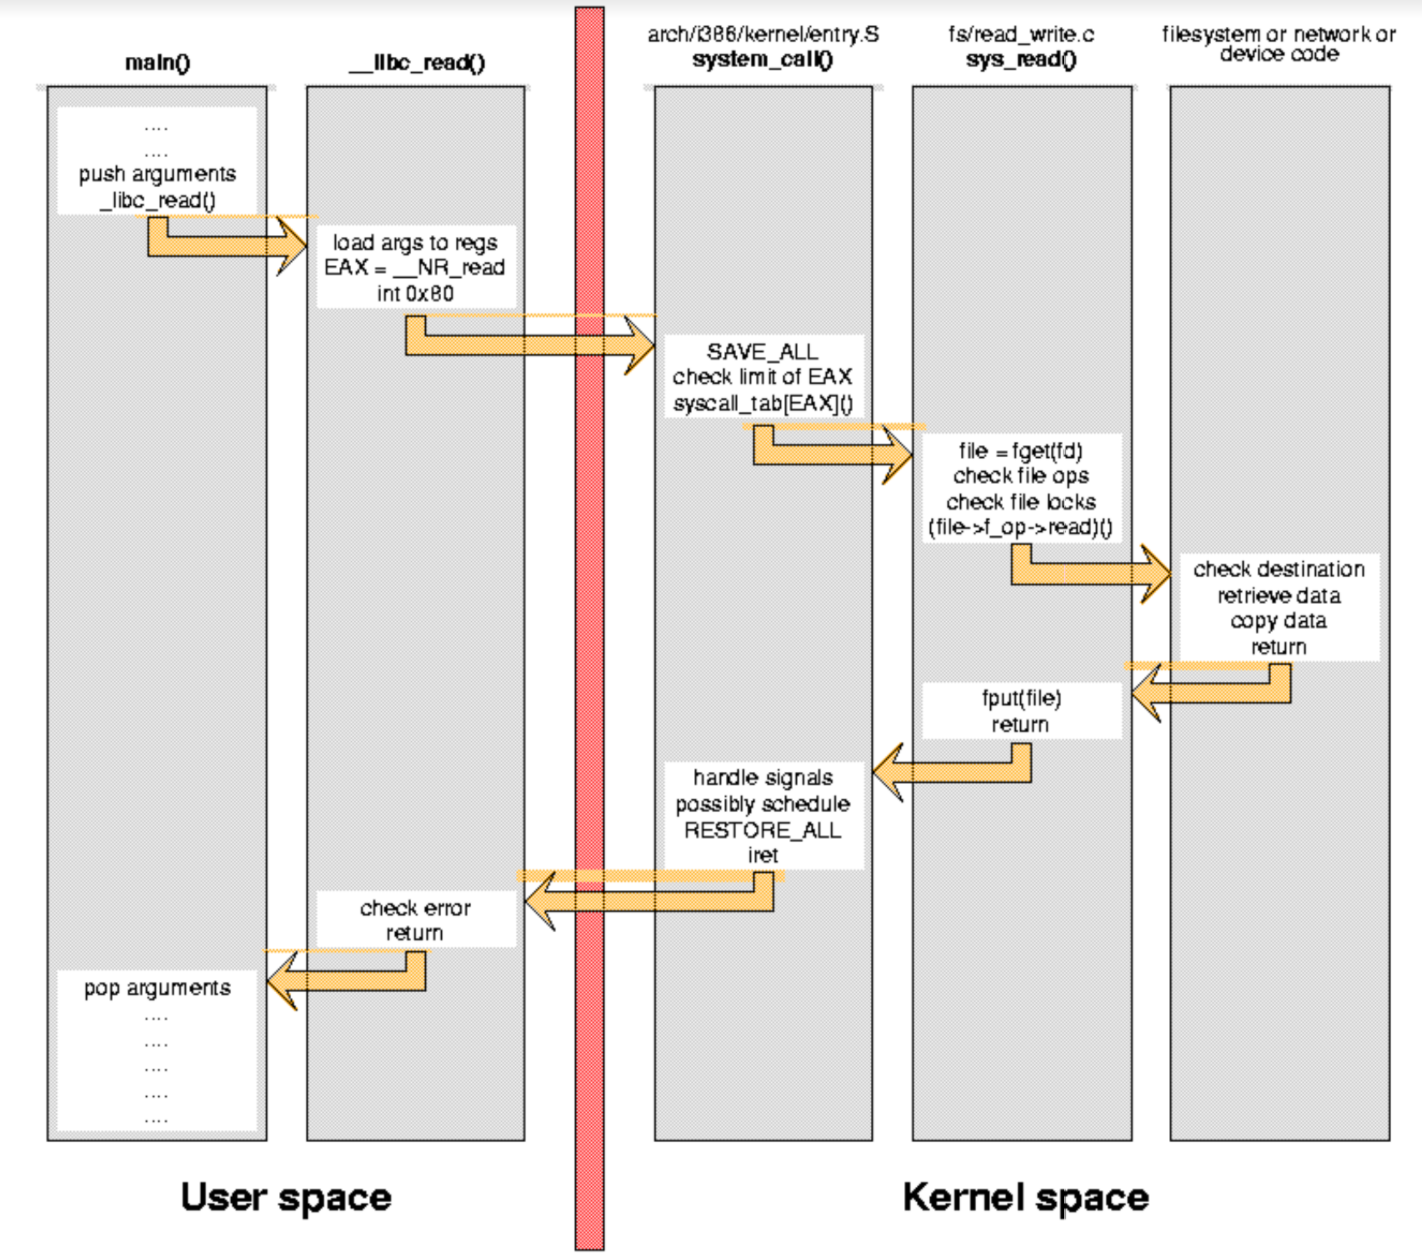 main()
....
....
push arguments
_libc_read()
pop arguments
....
....
....
....
....
__libc_read()
load args to regs
EAX = __NR_read
int 0x80
check error
return
arch/i386/kernel/entry.S
system_call()
SAVE_ALL
check limit of EAX
syscall_tab[EAX]()
handle signals
possibly schedule
RESTORE_ALL
iret
fs/read_write.c
sys_read()
file = fget(fd)
check file ops
check file locks
(file->f_op->read)()
fput(file)
return
filesystem or network or
device code
check destination
retrieve data
copy data
return
User space
Kernel space